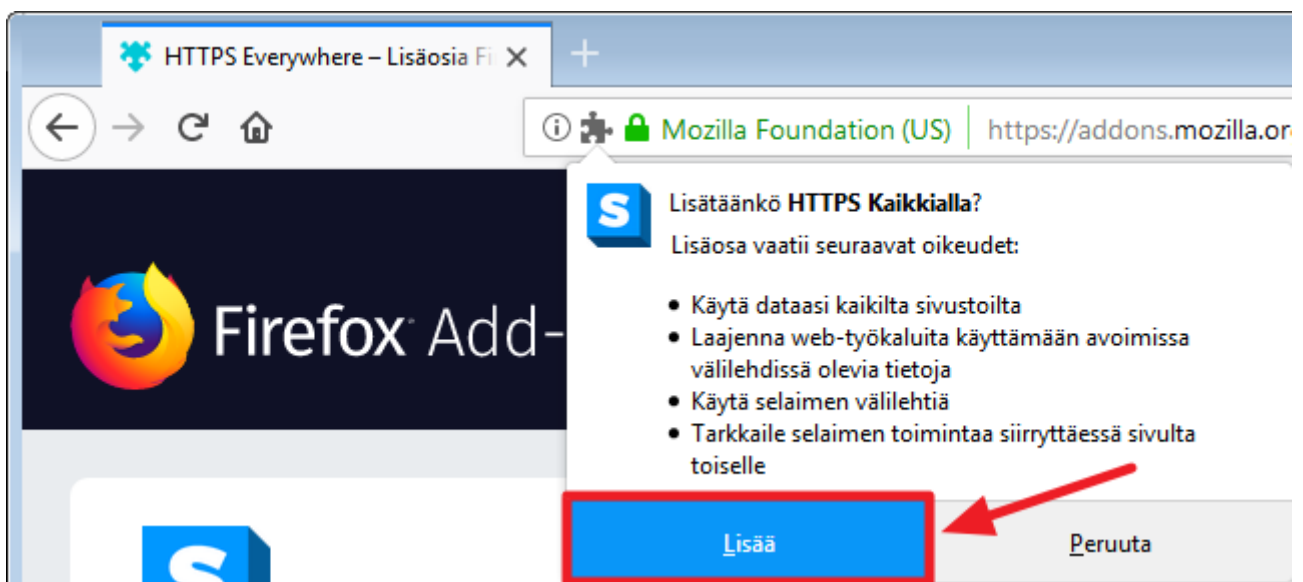 HTTPS Everywhere – Lisäosia Fi
Mozilla Foundation (US) https://addons.mozilla.or
Lisätäänkö HTTPS Kaikkialla?
Lisäosa vaatii seuraavat oikeudet:
• Käytä dataasi kaikilta sivustoilta
• Laajenna web-työkaluita käyttämään avoimissa
välilehdissä olevia tietoja
• Käytä selaimen välilehtiä
• Tarkkaile selaimen toimintaa siirryttäessä sivulta
toiselle
Firefox Add-
Lisää Peruuta
S
S